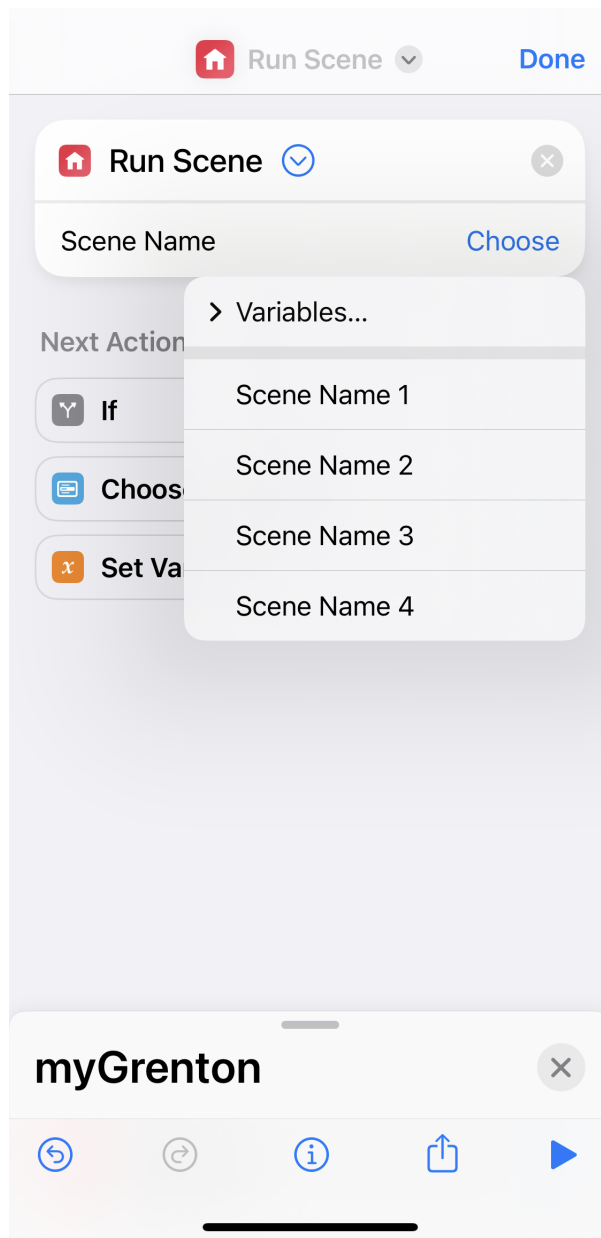 Run Scene
Done
Run Scene
Scene Name
Choose
Variables...
Next Action
Scene Name 1
If
Scene Name 2
Choos
Scene Name 3
Set Va
Scene Name 4
myGrenton